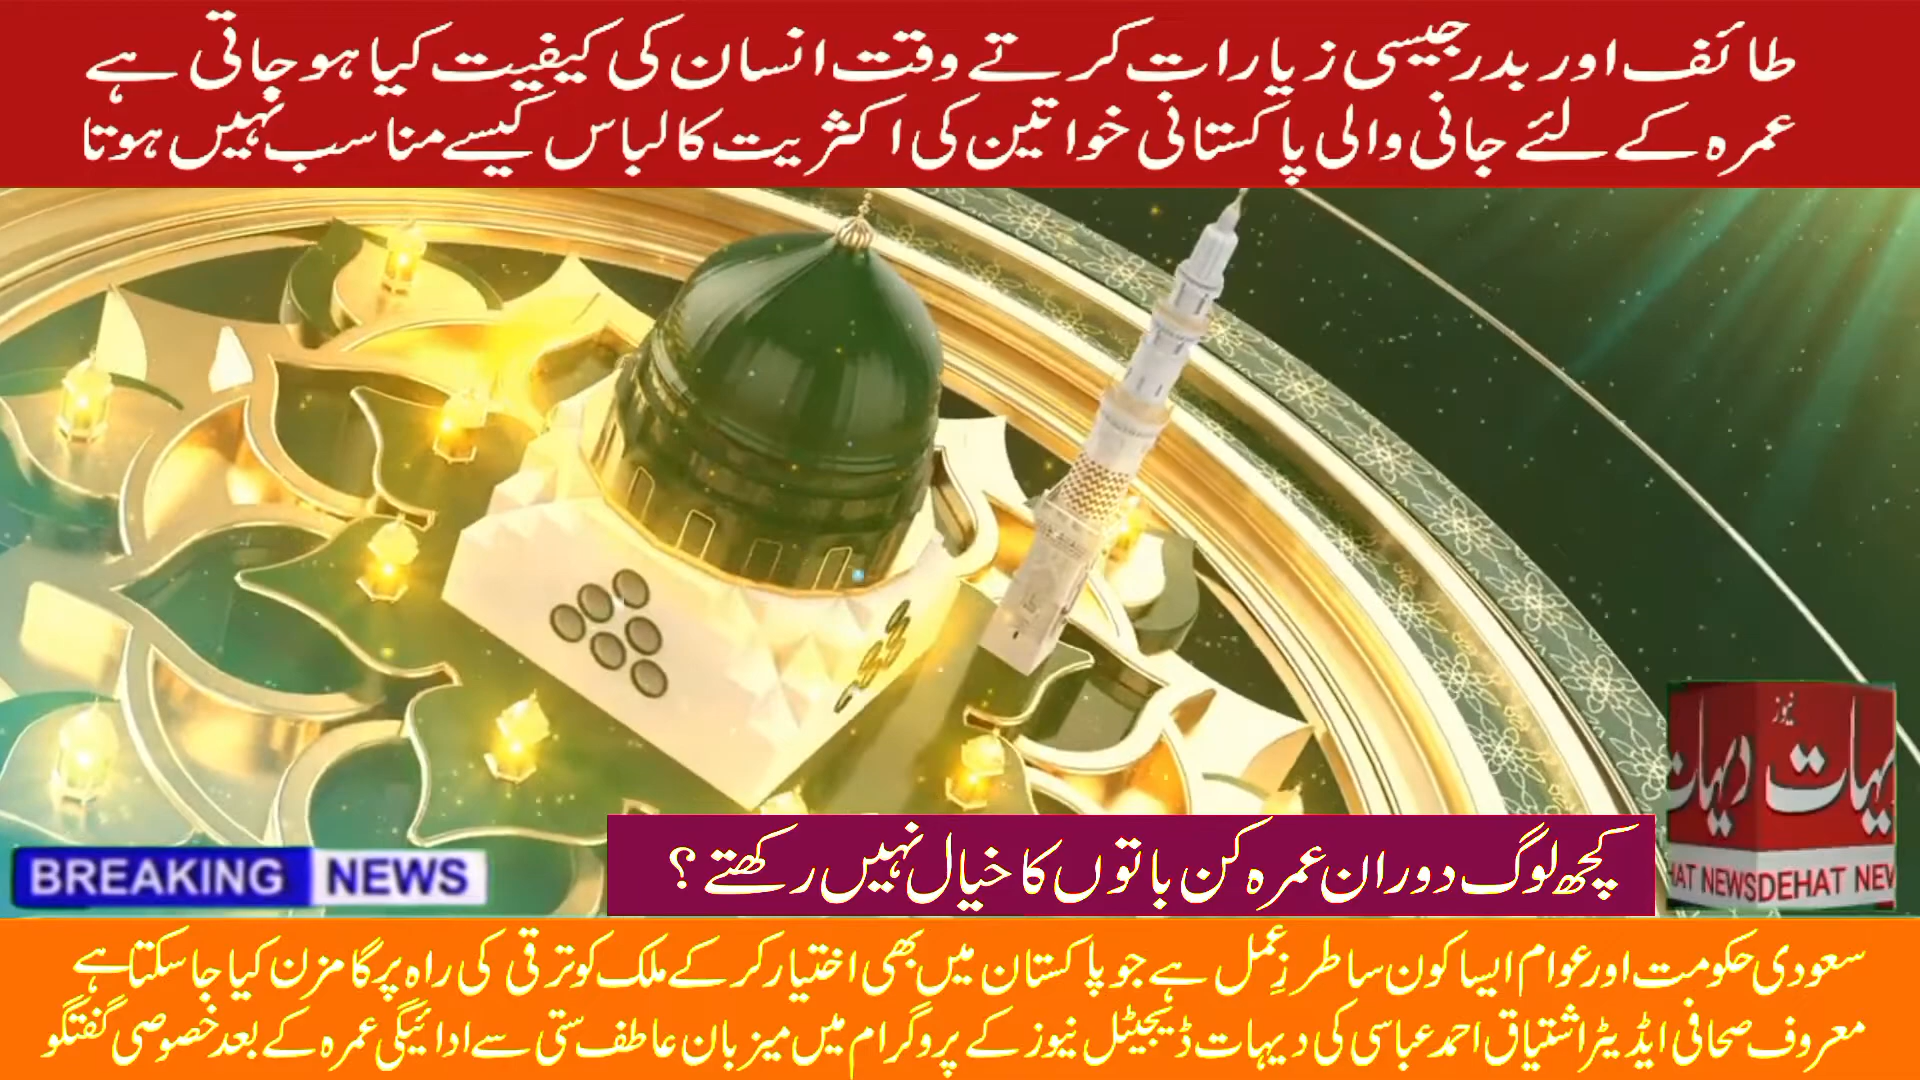 طائف اور بدر جیسی زیارات کرتے وقت انسان کی کیفیت کیا ہو جاتی ہے
عمرہ کے لئے جانی والی پاکستانی خواتین کی اکثریت کا لباس کیسے مناسب نہیں ہوتا
نیوز
یہات دیہات
HAT NEWSDEHAT NEW
کچھ لوگ دوران عمرہ کن باتوں کا خیال نہیں رکھتے ؟
BREAKING NEWS
سعودی حکومت اور عوام ایسا کون سا طرزِ عمل ہے جو پاکستان میں بھی اختیار کر کے ملک کو ترقی کی راہ پر گامزن کیا جا سکتا ہے
معروف صحافی ایڈیٹر اشتیاق احمد عباسی کی دیہات ڈیجیٹل نیوز کے پروگرام میں میزبان عاطف ستی سے ادائیگی عمرہ کے بعد خصوصی گفتگو